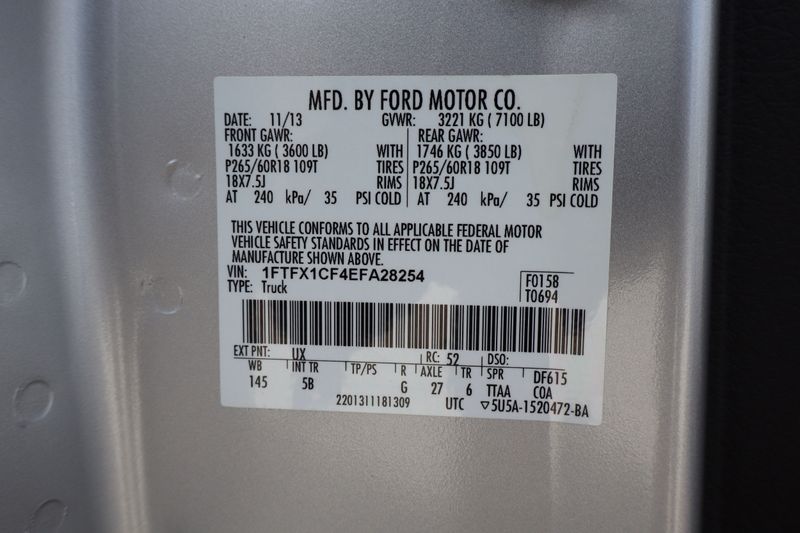 MFD. BY FORD MOTOR CO.
DATE: 11/13 GVWR: 3221 KG ( 7100 LB)
FRONT GAWR: REAR GAWR:
1633 KG ( 3600 LB) WITH 1746 KG ( 3850 LB) WITH
P265/60R18 109T TIRES P265/60R18 109T TIRES
18X7.5J RIMS 18X7.5J RIMS
AT 240 kPa/ 35 PSI COLD AT 240 kPa/ 35 PSI COLD
THIS VEHICLE CONFORMS TO ALL APPLICABLE FEDERAL MOTOR
VEHICLE SAFETY STANDARDS IN EFFECT ON THE DATE OF
MANUFACTURE SHOWN ABOVE.
VIN: 1FTFX1CF4EFA28254 F0158
TYPE: Truck T0694
EXT PNT: UX RC: 52 DSO:
WB INT TR TP/PS R AXLE TR SPR DF615
145 5B G 27 6 TTAA COA
2201311181309 UTC ▽5U5A-1520472-BA